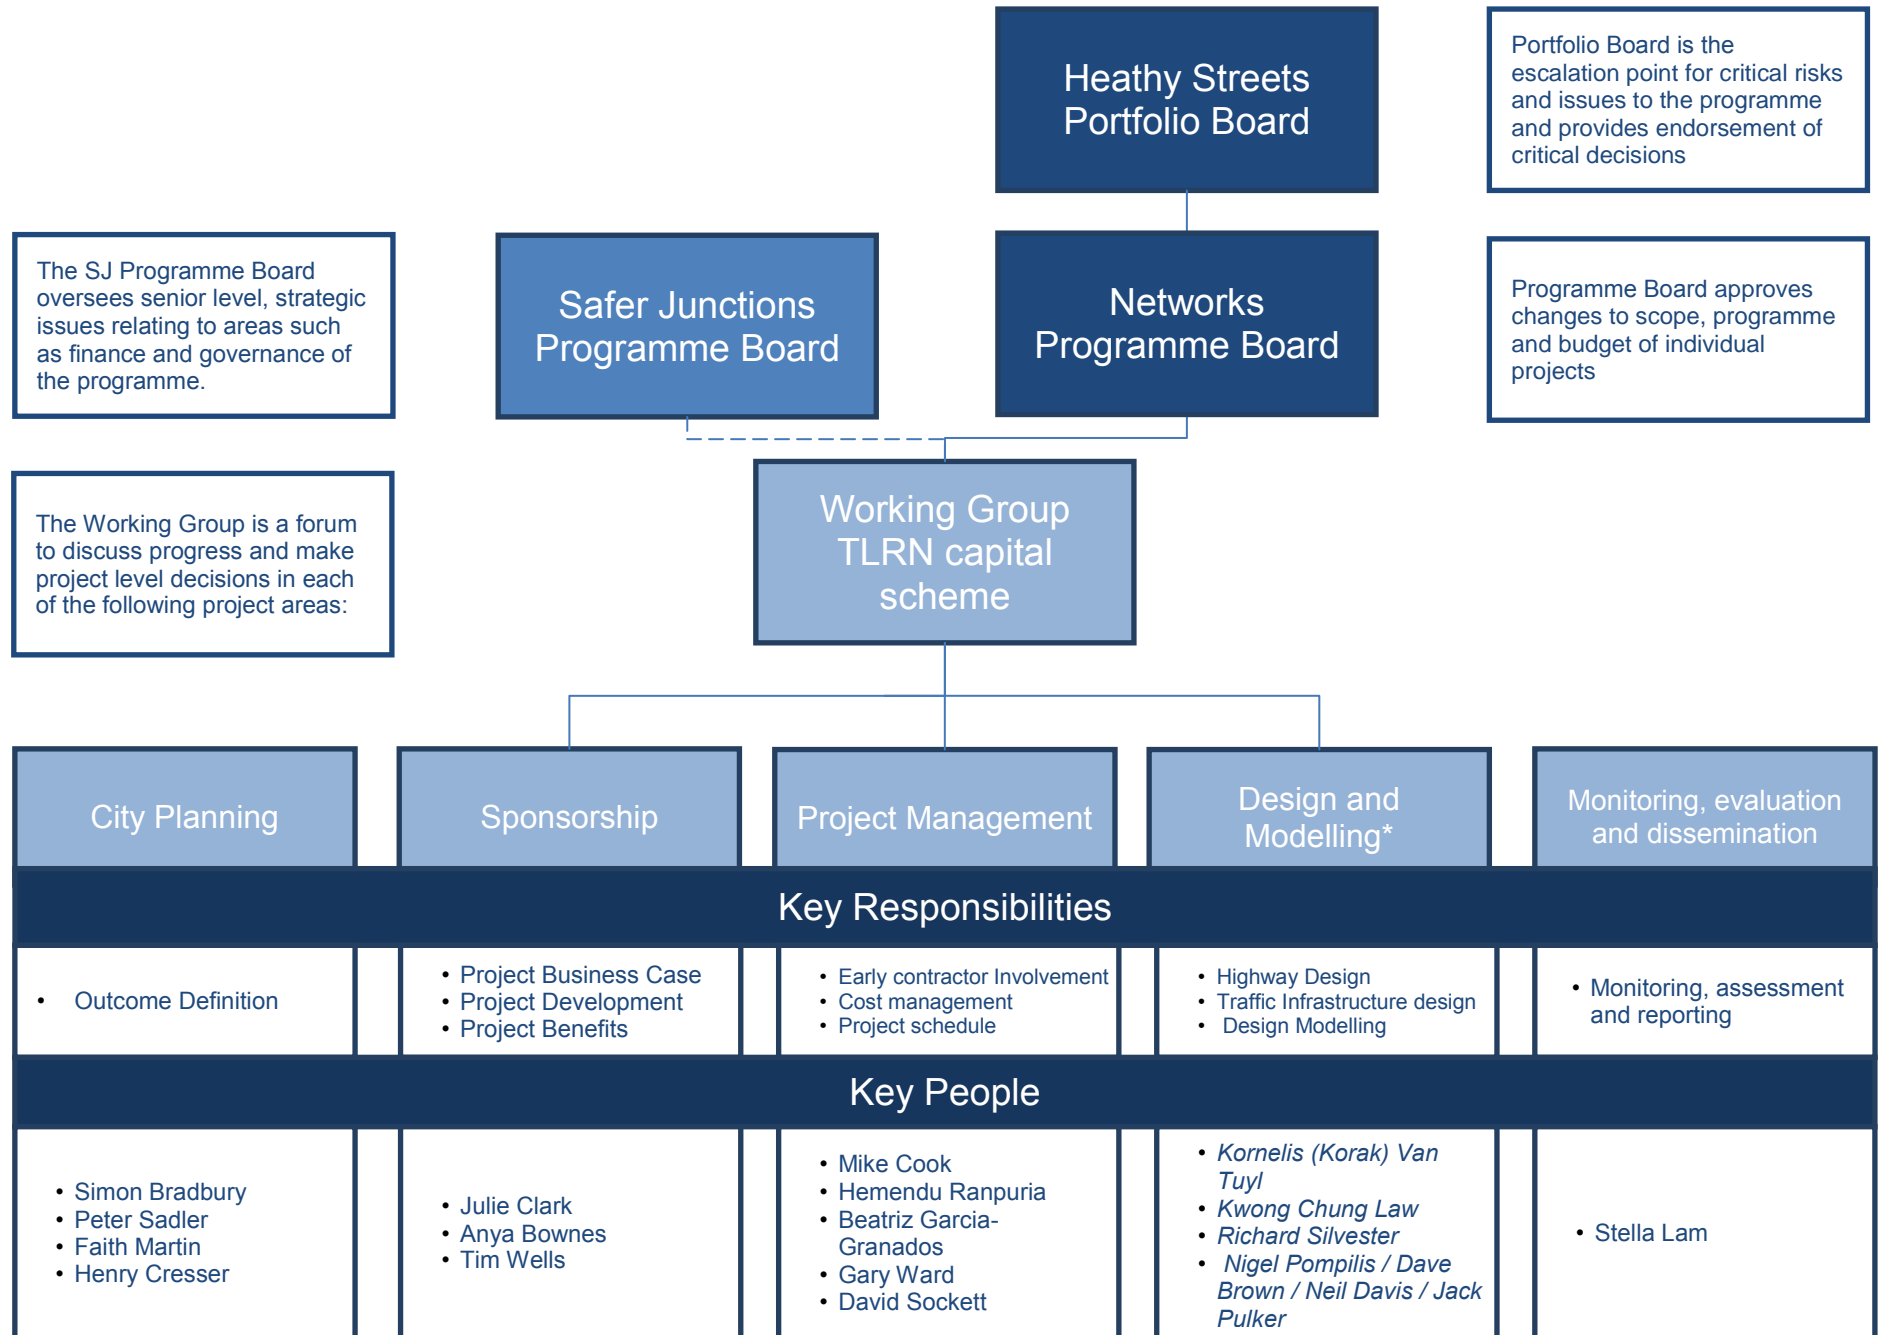 Heathy Streets
Portfolio Board
Portfolio Board is the
escalation point for critical risks
and issues to the programme
and provides endorsement of
critical decisions
The SJ Programme Board
oversees senior level, strategic
issues relating to areas such
as finance and governance of
the programme.
Safer Junctions
Programme Board
Networks
Programme Board
Programme Board approves
changes to scope, programme
and budget of individual
projects
The Working Group is a forum
to discuss progress and make
project level decisions in each
of the following project areas:
Working Group
TLRN capital
scheme
City Planning
Sponsorship
Project Management
Design and
Modelling*
Monitoring, evaluation
and dissemination
Key Responsibilities
• Outcome Definition
• Project Business Case
• Project Development
• Project Benefits
• Early contractor Involvement
• Cost management
• Project schedule
• Highway Design
• Traffic Infrastructure design
• Design Modelling
• Monitoring, assessment
and reporting
Key People
• Simon Bradbury
• Peter Sadler
• Faith Martin
• Henry Cresser
• Julie Clark
• Anya Bownes
• Tim Wells
• Mike Cook
• Hemendu Ranpuria
• Beatriz Garcia-
Granados
• Gary Ward
• David Sockett
• Kornelis (Korak) Van
Tuyl
• Kwong Chung Law
• Richard Silvester
• Nigel Pompilis / Dave
Brown / Neil Davis / Jack
Pulker
• Stella Lam